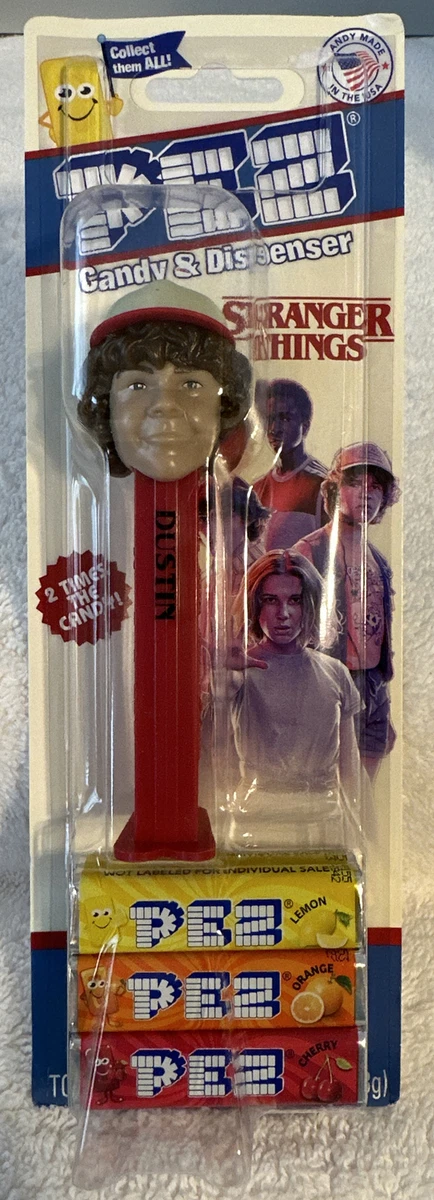 Collect
them ALL!
ANDY MADE
IN THE USA
PEZ®
Candy & Dispenser
STRANGER
THINGS
DUSTIN
2 TIMES
THE
CANDY!
NOT LABELED FOR INDIVIDUAL SALE
PEZ® LEMON
PEZ® ORANGE
PEZ® CHERRY